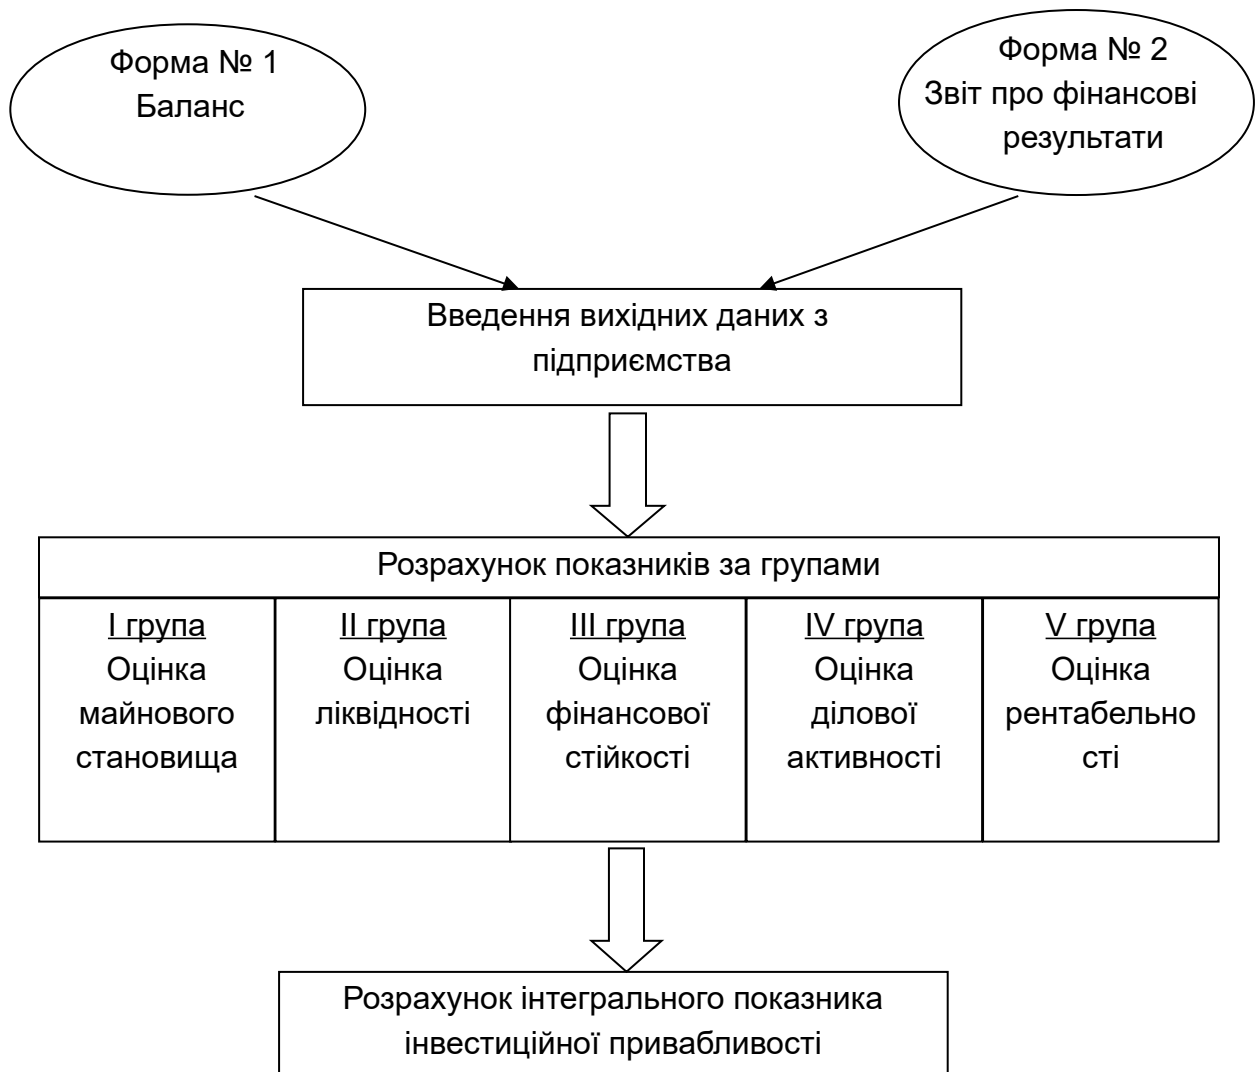 Форма № 1
Баланс
Форма № 2
Звіт про фінансові
результати
Введення вихідних даних з
підприємства
Розрахунок показників за групами
І група
Оцінка
майнового
становища
ІІ група
Оцінка
ліквідності
ІІІ група
Оцінка
фінансової
стійкості
IV група
Оцінка
ділової
активності
V група
Оцінка
рентабельно
сті
Розрахунок інтегрального показника
інвестиційної привабливості